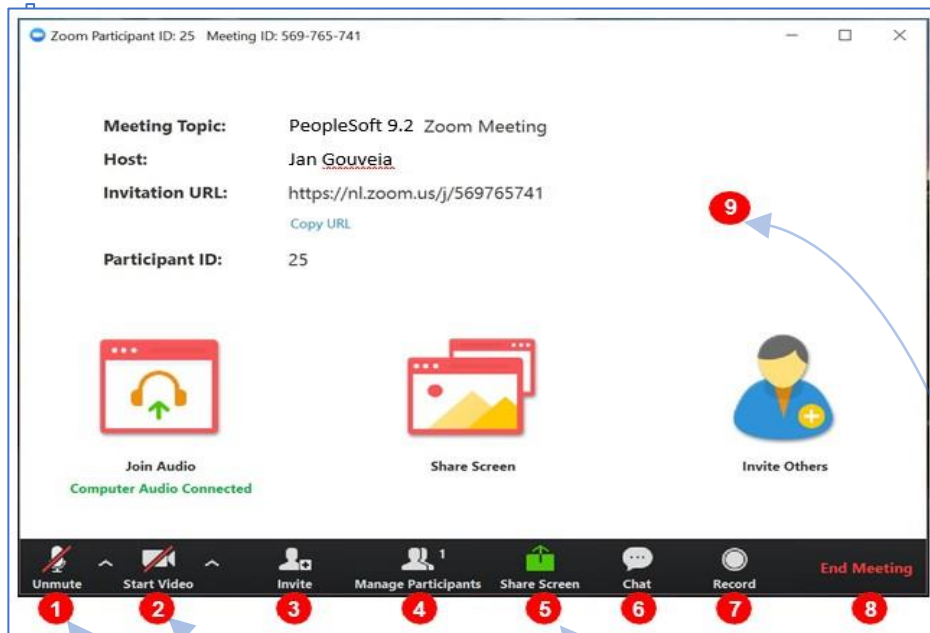 Zoom Participant ID: 25 Meeting ID: 569-765-741
Meeting Topic: PeopleSoft 9.2 Zoom Meeting
Host: Jan Gouveia
Invitation URL: https://nl.zoom.us/j/569765741
9
Copy URL
Participant ID: 25
Join Audio Share Screen Invite Others
Computer Audio Connected
1
Unmute Start Video Invite Manage Participants Share Screen Chat Record End Meeting
1 2 3 4 5 6 7 8